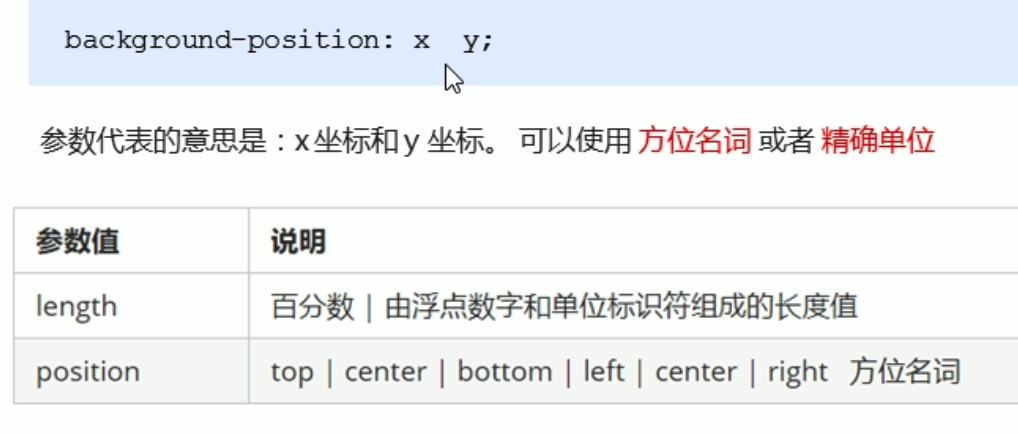 background-position: x  y;
参数代表的意思是：x 坐标和 y 坐标。 可以使用 方位名词 或者 精确单位
参数值 说明
length 百分数 | 由浮点数字和单位标识符组成的长度值
position top | center | bottom | left | center | right 方位名词